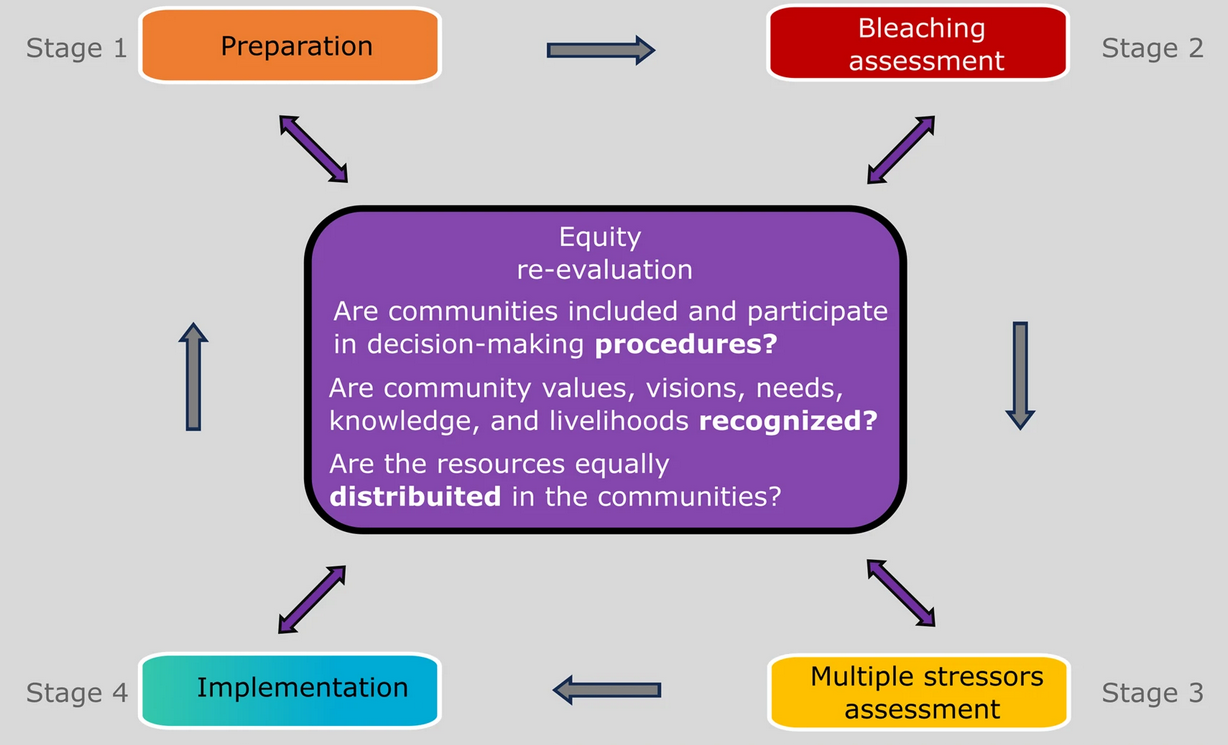 Stage 1
Preparation
Bleaching
assessment
Stage 2
Equity
re-evaluation
Are communities included and participate
in decision-making procedures?
Are community values, visions, needs,
knowledge, and livelihoods recognized?
Are the resources equally
distribuited in the communities?
Stage 4
Implementation
Multiple stressors
assessment
Stage 3